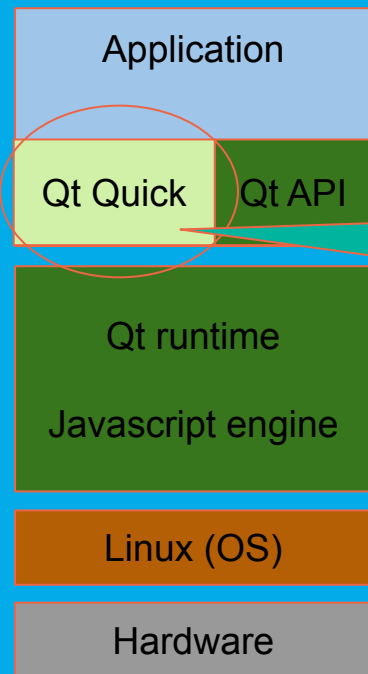 Application
Qt Quick
Qt API
Qt runtime
Javascript engine
Linux (OS)
Hardware